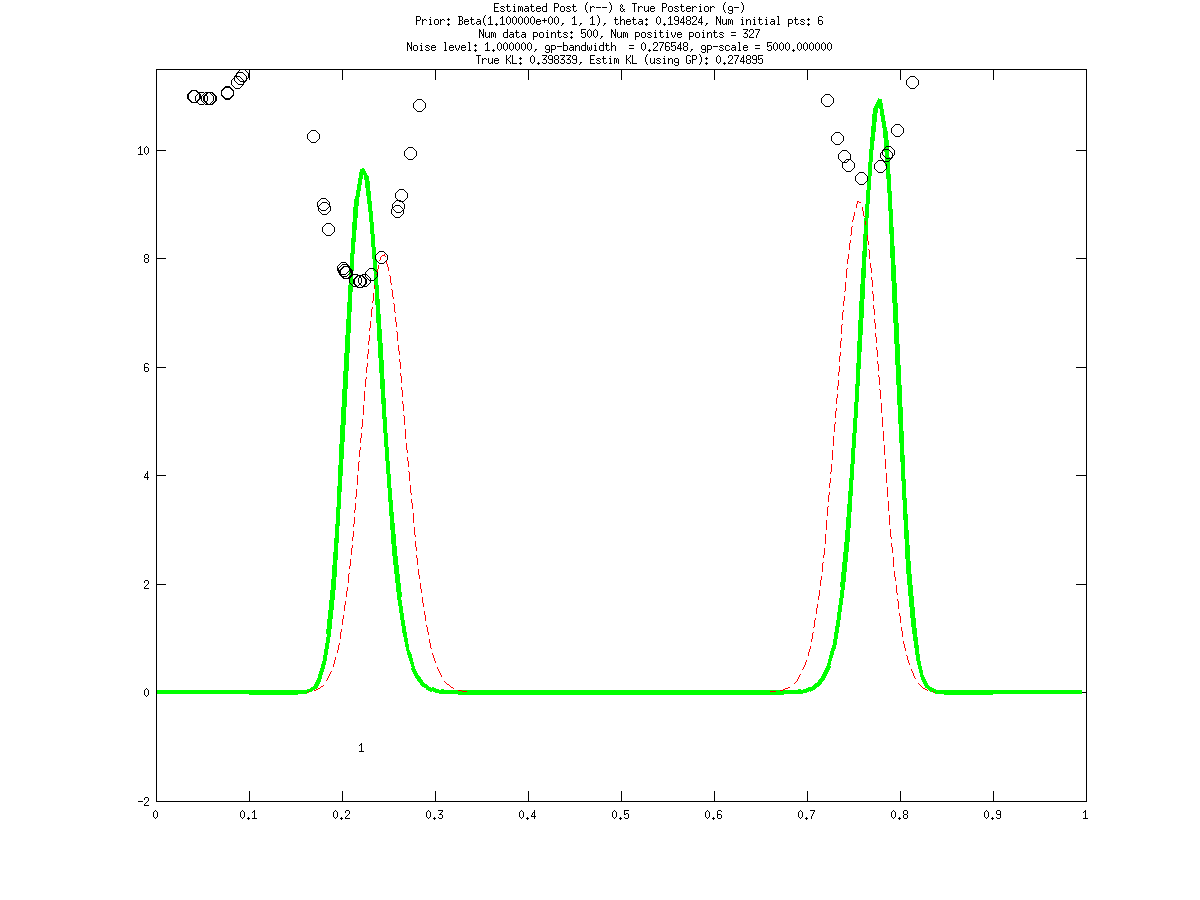 Estimated Post (r--) & True Posterior (g-)
Prior: Beta(1.100000e+00, 1, 1), theta: 0.194824, Num initial pts: 6
Num data points: 500, Num positive points = 327
Noise level: 1.000000, gp-bandwidth  = 0.276548, gp-scale = 5000.000000
True KL: 0.398339, Estim KL (using GP): 0.274895
10
8
6
4
2
0
1
-2
0 0.1 0.2 0.3 0.4 0.5 0.6 0.7 0.8 0.9 1